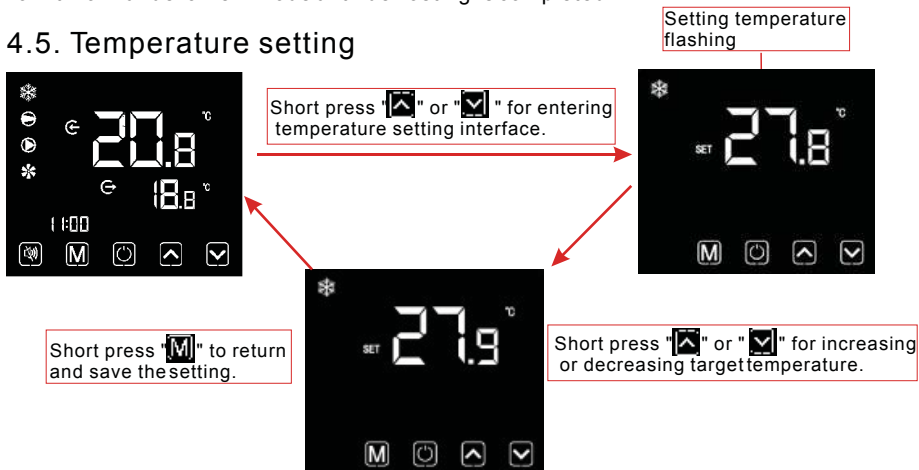 4.5. Temperature setting
Setting temperature
flashing
20.8 ℃
18.8 ℃
11:00
M
Short press "" or "" for entering
temperature setting interface.
SET 27.8 ℃
M
Short press "" or "" for increasing
or decreasing target temperature.
SET 27.9 ℃
M
Short press "M" to return
and save the setting.